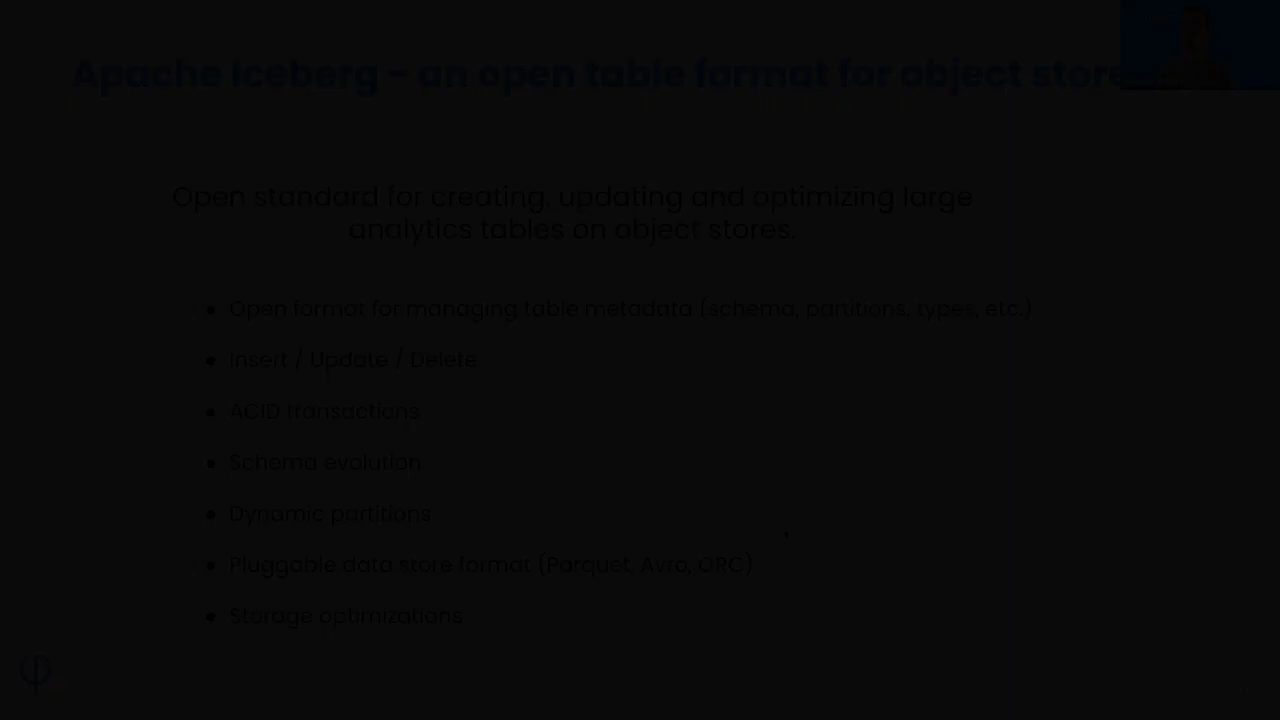 Apache Iceberg - an open table format for object store
Open standard for creating, updating and optimizing large
analytics tables on object stores.
● Open format for managing table metadata (schema, partitions, types, etc.)
● Insert / Update / Delete
● ACID transactions
● Schema evolution
● Dynamic partitions
● Pluggable data store format (Parquet, Avro, ORC)
● Storage optimizations
φ